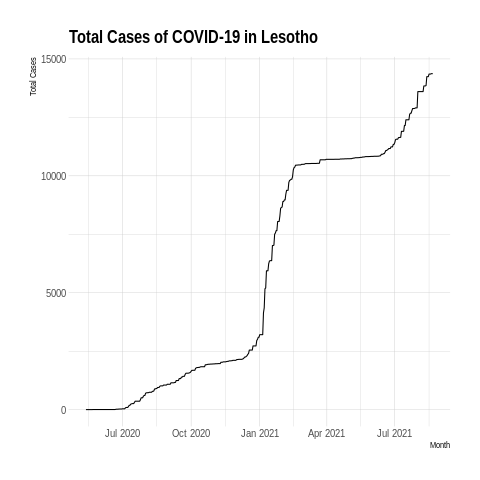 Total Cases of COVID-19 in Lesotho
Total Cases
15000
10000
5000
0
Jul 2020 Oct 2020 Jan 2021 Apr 2021 Jul 2021
Month